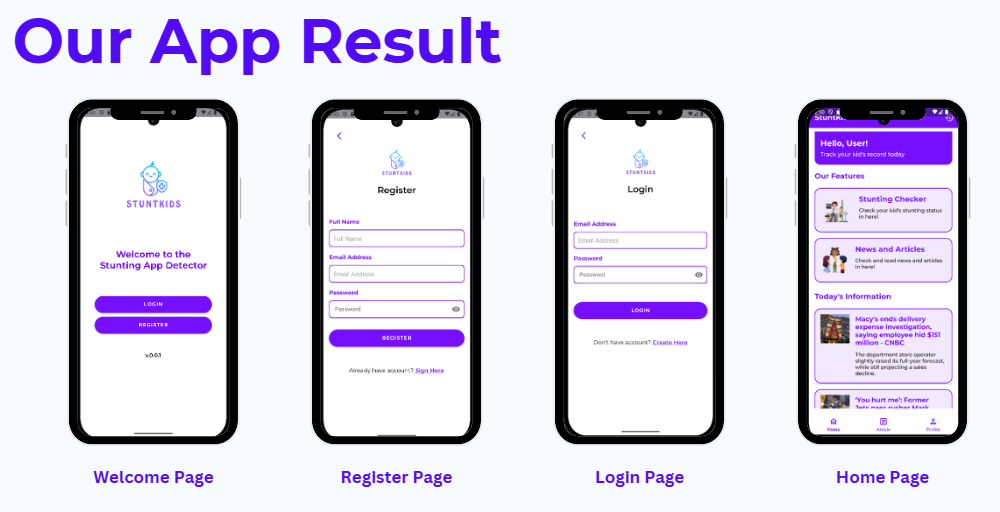 Our App Result
STUNTKIDS
Welcome to the
Stunting App Detector
LOGIN
REGISTER
v.0.0.1
Welcome Page
STUNTKIDS
Register
Full Name
Full Name
Email Address
Email Address
Password
Password
REGISTER
Already have account? Sign Here
Register Page
STUNTKIDS
Login
Email Address
Email Address
Password
Password
LOGIN
Don't have account? Create Here
Login Page
Hello, User!
Track your kid's record today
Our Features
Stunting Checker
Check your kid's stunting status
in here!
News and Articles
Check and read news and articles
in here!
Today's Information
Macy's ends delivery
expense investigation,
saying employee hid $151
million - CNBC
The department store operator
slightly raised its full-year forecast,
while still projecting a sales
decline.
'You hurt me': Former
Jets pass rusher Mark
Home
Article
Profile
Home Page